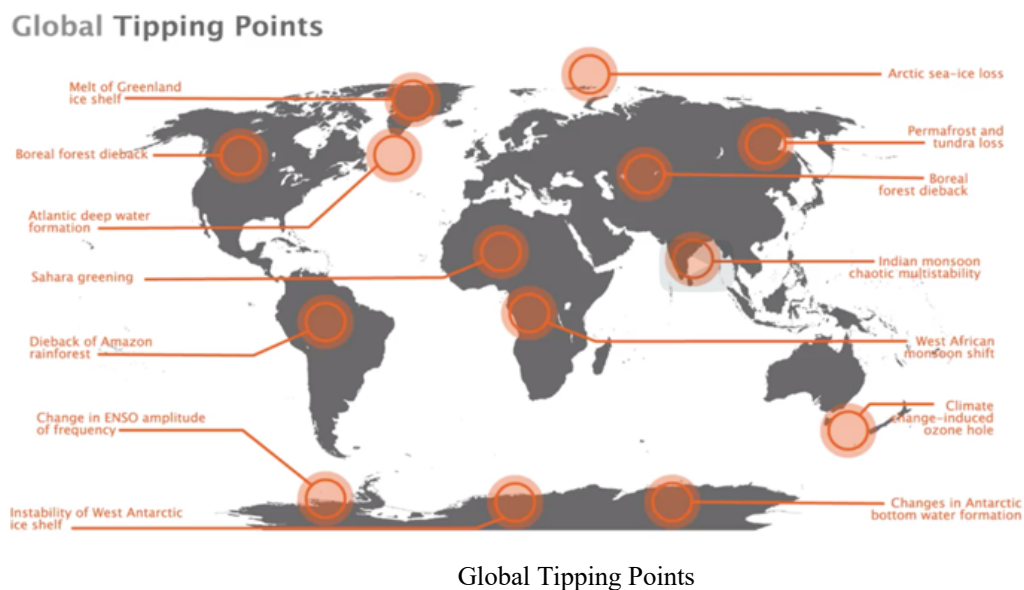 Global Tipping Points
Melt of Greenland
ice shelf
Arctic sea-ice loss
Boreal forest dieback
Permafrost and
tundra loss
Boreal
forest dieback
Atlantic deep water
formation
Sahara greening
Indian monsoon
chaotic multistability
Dieback of Amazon
rainforest
West African
monsoon shift
Change in ENSO amplitude
of frequency
Climate
change-induced
ozone hole
Instability of West Antarctic
ice shelf
Changes in Antarctic
bottom water formation
Global Tipping Points